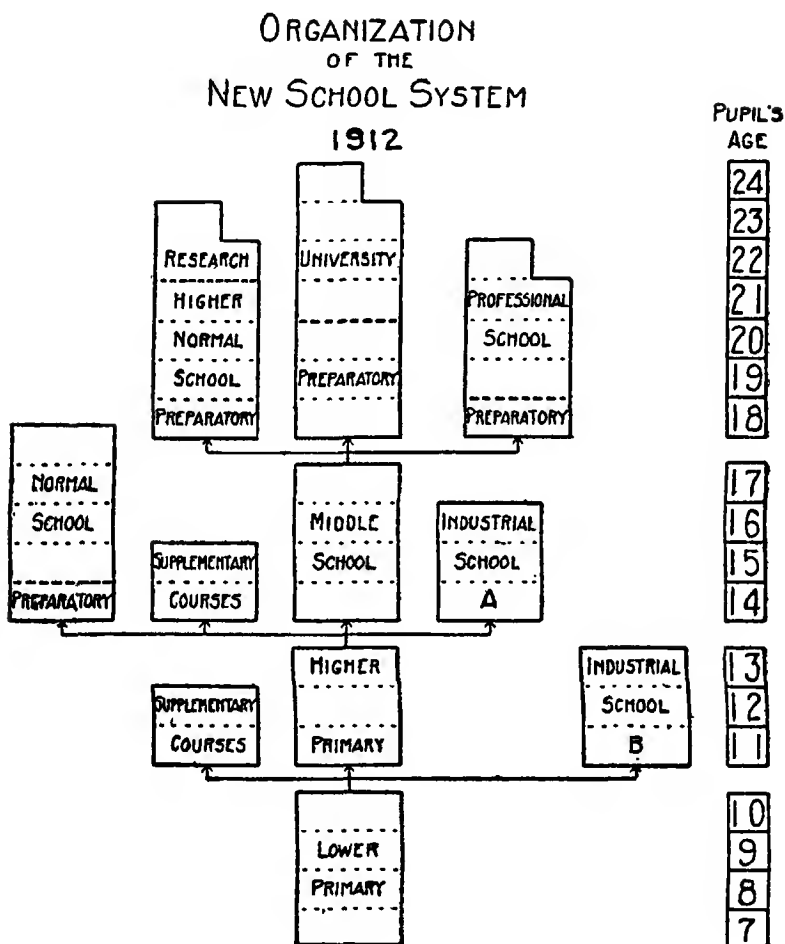 ORGANIZATION
OF THE
NEW SCHOOL SYSTEM
1912
PUPIL'S
AGE
24
23
22
21
20
19
18
RESEARCH
HIGHER
NORMAL
SCHOOL
PREPARATORY
UNIVERSITY
PREPARATORY
PROFESSIONAL
SCHOOL
PREPARATORY
NORMAL
SCHOOL
PREPARATORY
SUPPLEMENTARY
COURSES
MIDDLE
SCHOOL
INDUSTRIAL
SCHOOL
A
17
16
15
14
SUPPLEMENTARY
COURSES
HIGHER
PRIMARY
INDUSTRIAL
SCHOOL
B
13
12
11
LOWER
PRIMARY
10
9
8
7